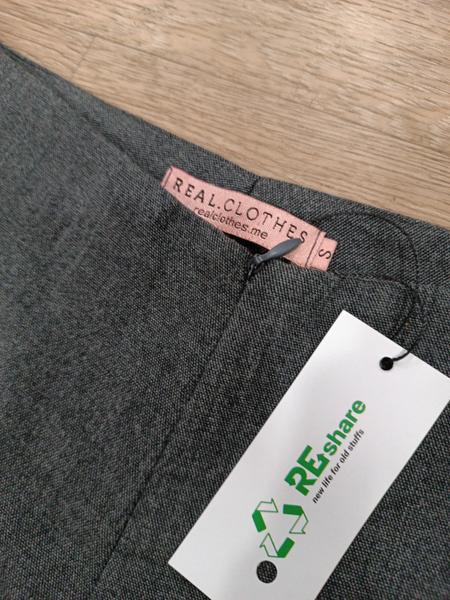 REAL.CLOTHES
realclothes.me
S
REshare
new life for old stuffs